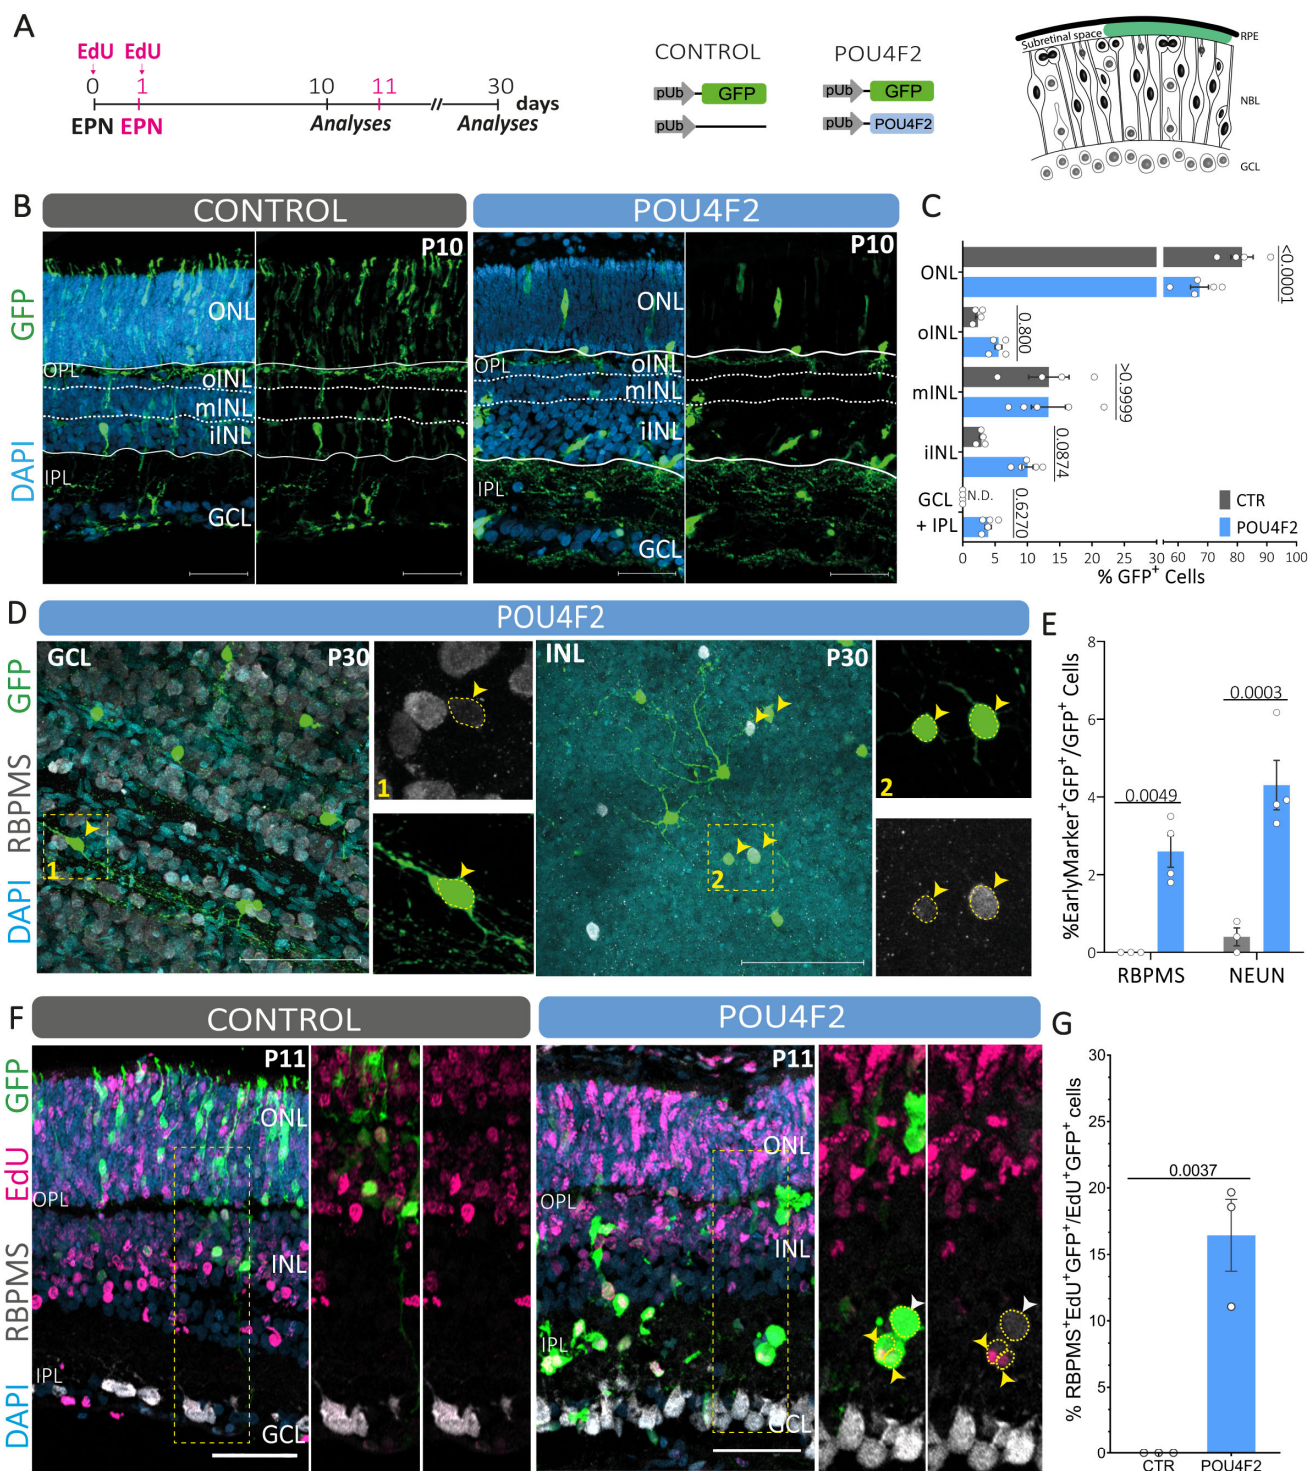 A
EdU EdU
0 1 10 11 30 days
EPN EPN Analyses Analyses
CONTROL
pUb GFP
pUb
POU4F2
pUb GFP
pUb POU4F2
Subretinal space
RPE
NBL
GCL
B
CONTROL
POU4F2
DAPI GFP
P10
ONL
OPL
oINL
mINL
iINL
IPL
GCL
P10
ONL
OPL
oINL
mINL
iINL
IPL
GCL
C
ONL
<0.0001
oINL
0.800
mINL
>0.9999
iINL
0.0874
GCL + IPL
N.D.
0.6270
CTR
POU4F2
0 5 10 15 20 25 30 60 70 80 90 100
% GFP+ Cells
D
POU4F2
DAPI RBPMS GFP
GCL P30
1
1
INL P30
2
2
E
%EarlyMarker+GFP+/GFP+ Cells
8
6
4
2
0
0.0049
0.0003
RBPMS NEUN
F
CONTROL
POU4F2
DAPI RBPMS EdU GFP
P11
ONL
OPL
INL
IPL
GCL
P11
ONL
OPL
INL
IPL
GCL
G
% RBPMS+EdU+GFP+/EdU+GFP+ cells
30
25
20
15
10
5
0
0.0037
CTR POU4F2